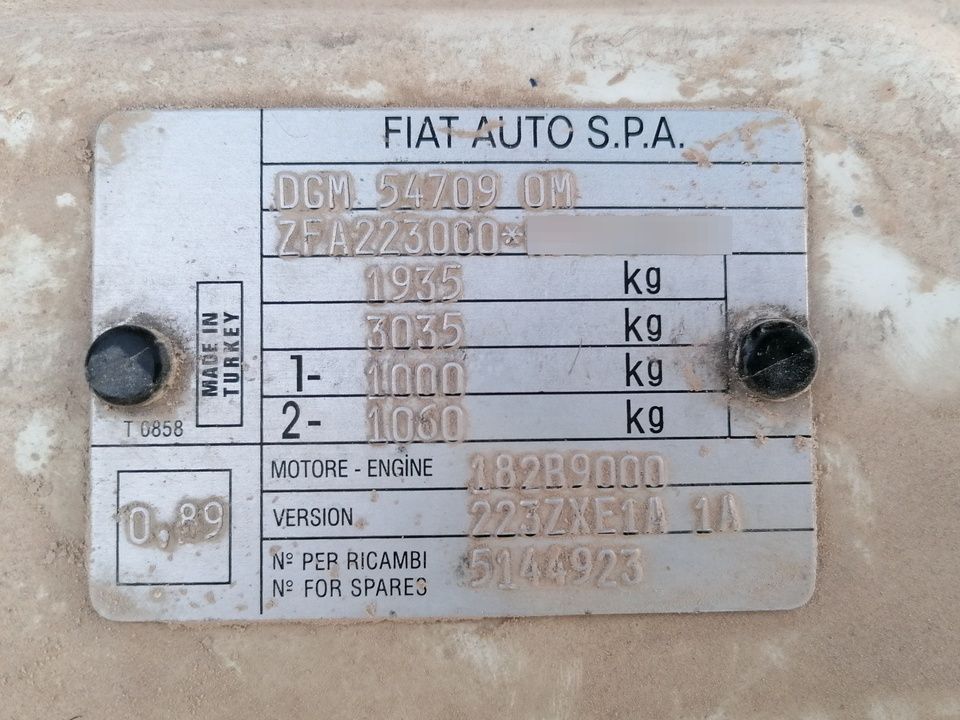 FIAT AUTO S.P.A.
DGM 54709 OM
ZFA223000*
1935 kg
3035 kg
1- 1000 kg
2- 1060 kg
MADE IN
TURKEY
T 0858
0,89
MOTORE - ENGINE 182B9000
VERSION 223ZXE1A 1A
Nº PER RICAMBI
Nº FOR SPARES
5144923